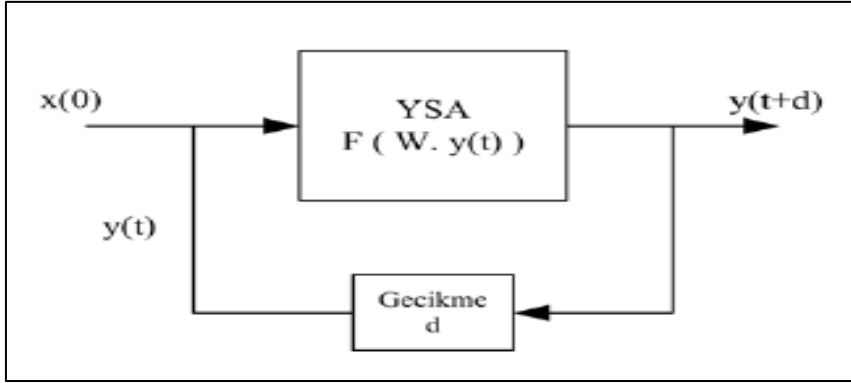 x(0)
YSA
F ( W. y(t) )
y(t+d)
y(t)
Gecikme
d